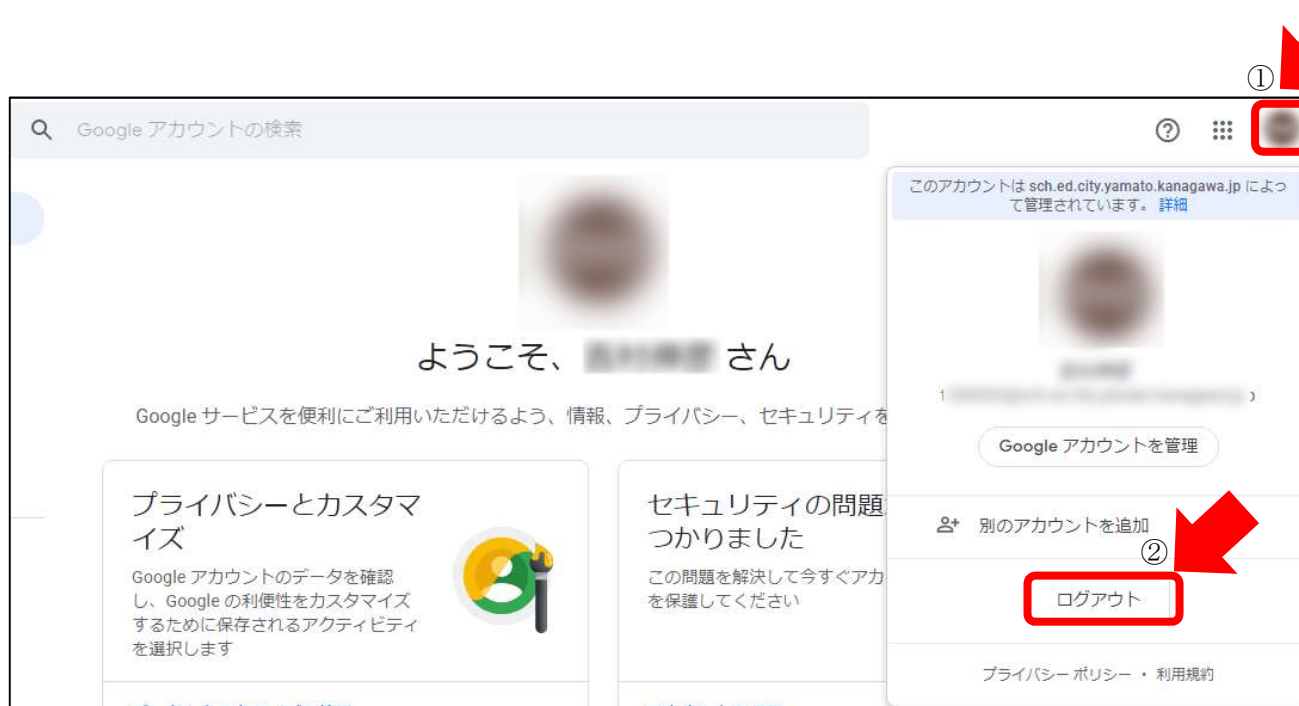 ①
Google アカウントの検索
このアカウントは sch.ed.city.yamato.kanagawa.jp によっ
て管理されています。 詳細
ようこそ、 さん
Google サービスを便利にご利用いただけるよう、情報、プライバシー、セキュリティを
Google アカウントを管理
プライバシーとカスタマ
イズ
Google アカウントのデータを確認
し、Google の利便性をカスタマイズ
するために保存されるアクティビティ
を選択します
セキュリティの問題
つかりました
この問題を解決して今すぐアカ
を保護してください
別のアカウントを追加
②
ログアウト
プライバシー ポリシー ・ 利用規約